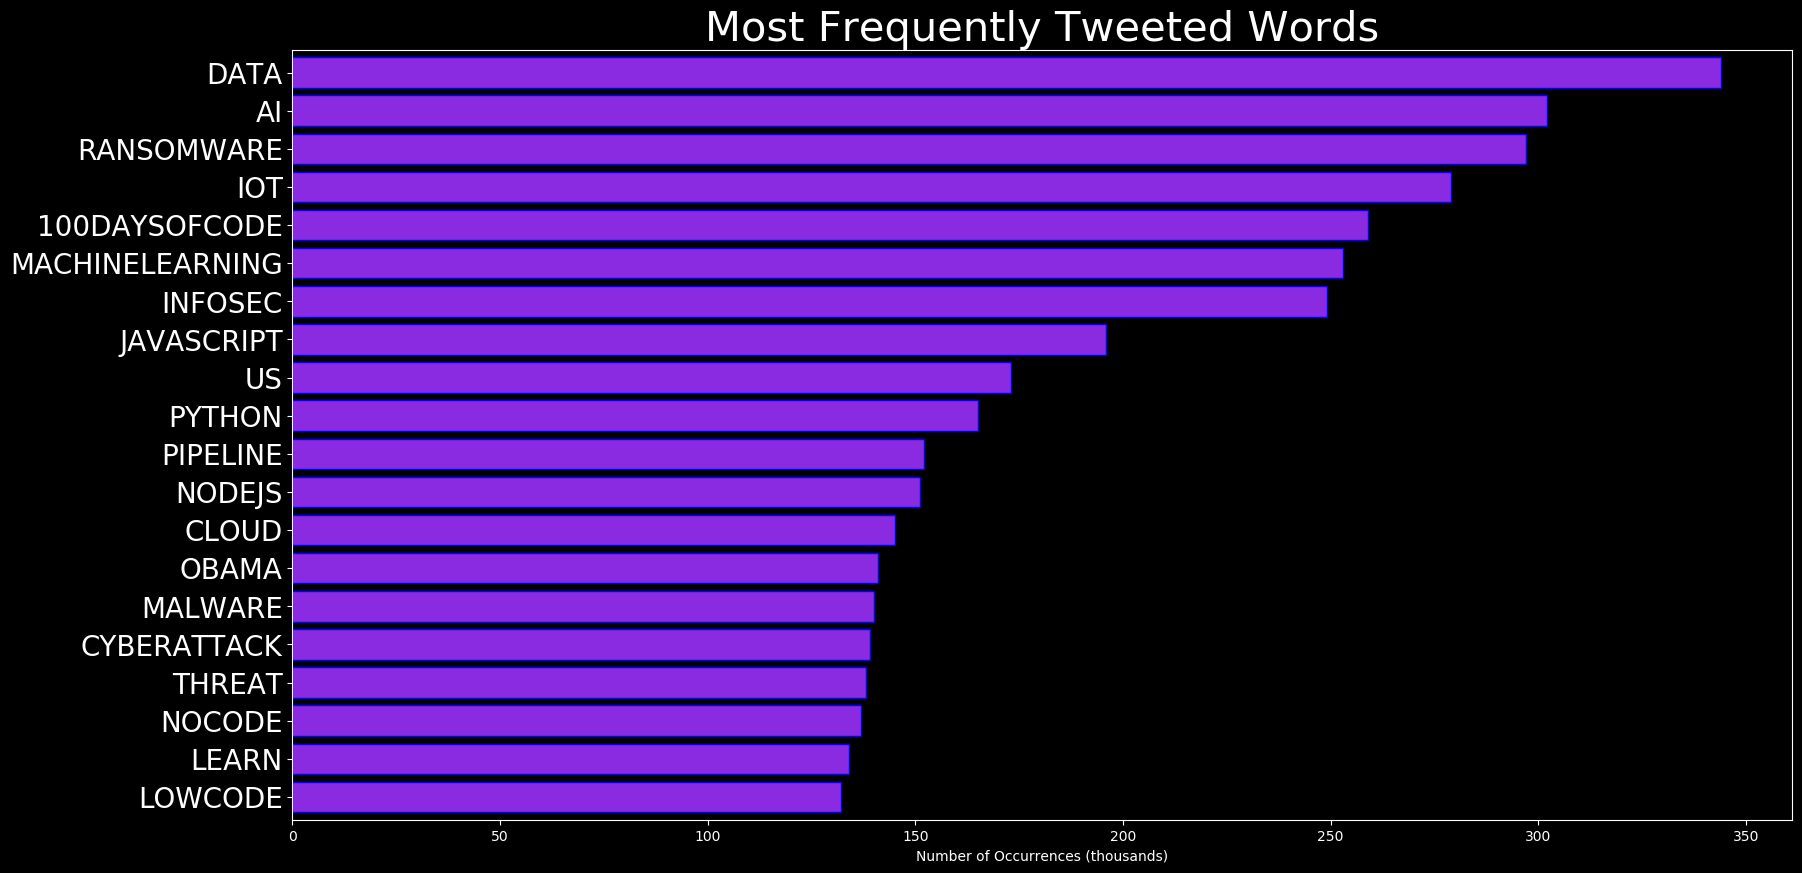 Most Frequently Tweeted Words
DATA
AI
RANSOMWARE
IOT
100DAYSOFCODE
MACHINELEARNING
INFOSEC
JAVASCRIPT
US
PYTHON
PIPELINE
NODEJS
CLOUD
OBAMA
MALWARE
CYBERATTACK
THREAT
NOCODE
LEARN
LOWCODE
0 50 100 150 200 250 300 350
Number of Occurrences (thousands)